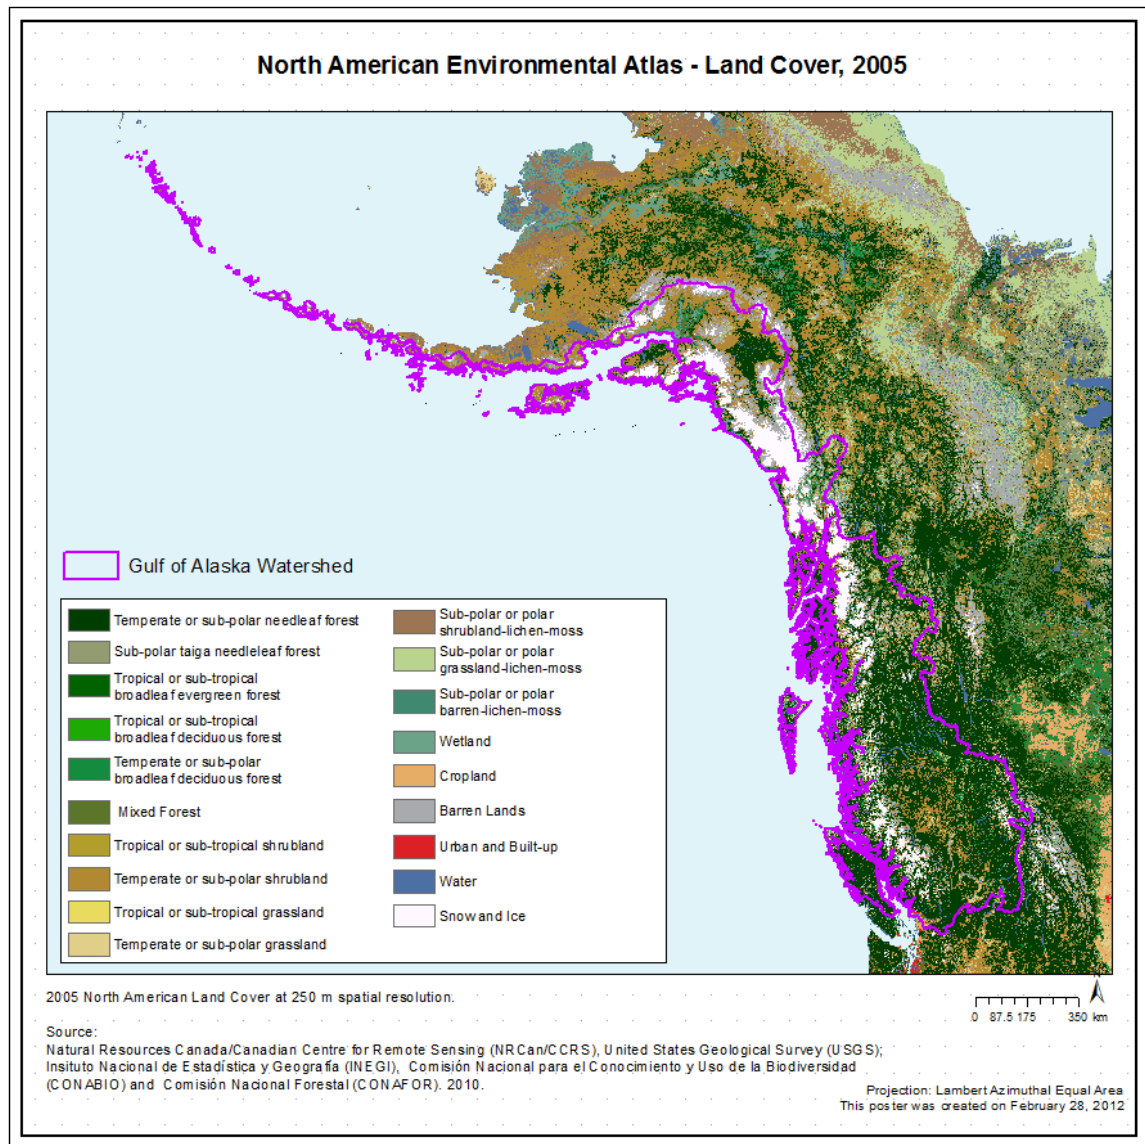 North American Environmental Atlas - Land Cover, 2005
Gulf of Alaska Watershed
Temperate or sub-polar needleaf forest
Sub-polar taiga needleleaf forest
Tropical or sub-tropical
broadleaf evergreen forest
Tropical or sub-tropical
broadleaf deciduous forest
Temperate or sub-polar
broadleaf deciduous forest
Mixed Forest
Tropical or sub-tropical shrubland
Temperate or sub-polar shrubland
Tropical or sub-tropical grassland
Temperate or sub-polar grassland
Sub-polar or polar
shrubland-lichen-moss
Sub-polar or polar
grassland-lichen-moss
Sub-polar or polar
barren-lichen-moss
Wetland
Cropland
Barren Lands
Urban and Built-up
Water
Snow and Ice
2005 North American Land Cover at 250 m spatial resolution.
N
0 87.5 175 350 km
Source:
Natural Resources Canada/Canadian Centre for Remote Sensing (NRCan/CCRS), United States Geological Survey (USGS);
Insituto Nacional de Estadística y Geografía (INEGI), Comisión Nacional para el Conocimiento y Uso de la Biodiversidad
(CONABIO) and Comisión Nacional Forestal (CONAFOR). 2010.
Projection: Lambert Azimuthal Equal Area
This poster was created on February 28, 2012